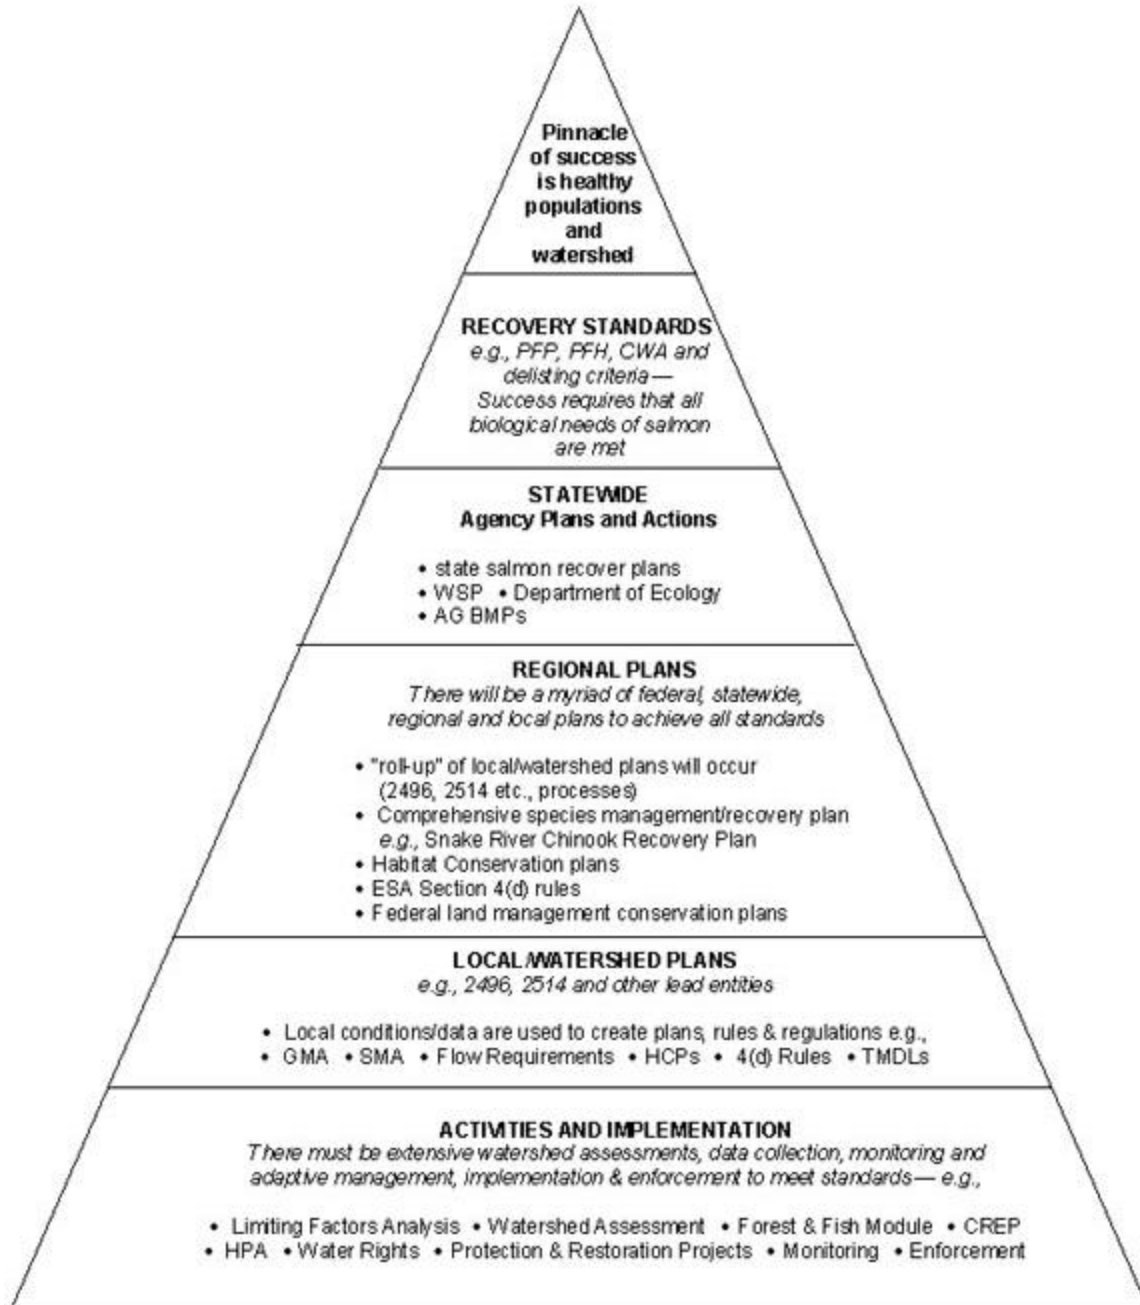 Pinnacle
of success
is healthy
populations
and
watershed
RECOVERY STANDARDS
e.g., PFP, PFH, CWA and
delisting criteria—
Success requires that all
biological needs of salmon
are met
STATEWIDE
Agency Plans and Actions
• state salmon recover plans
• WSP • Department of Ecology
• AG BMPs
REGIONAL PLANS
There will be a myriad of federal, statewide,
regional and local plans to achieve all standards
• "roll-up" of local/watershed plans will occur
(2496, 2514 etc., processes)
• Comprehensive species management/recovery plan
e.g., Snake River Chinook Recovery Plan
• Habitat Conservation plans
• ESA Section 4(d) rules
• Federal land management conservation plans
LOCAL/WATERSHED PLANS
e.g., 2496, 2514 and other lead entities
• Local conditions/data are used to create plans, rules & regulations e.g.,
• GMA • SMA • Flow Requirements • HCPs • 4(d) Rules • TMDLs
ACTIVITIES AND IMPLEMENTATION
There must be extensive watershed assessments, data collection, monitoring and
adaptive management, implementation & enforcement to meet standards— e.g.,
• Limiting Factors Analysis • Watershed Assessment • Forest & Fish Module • CREP
• HPA • Water Rights • Protection & Restoration Projects • Monitoring • Enforcement